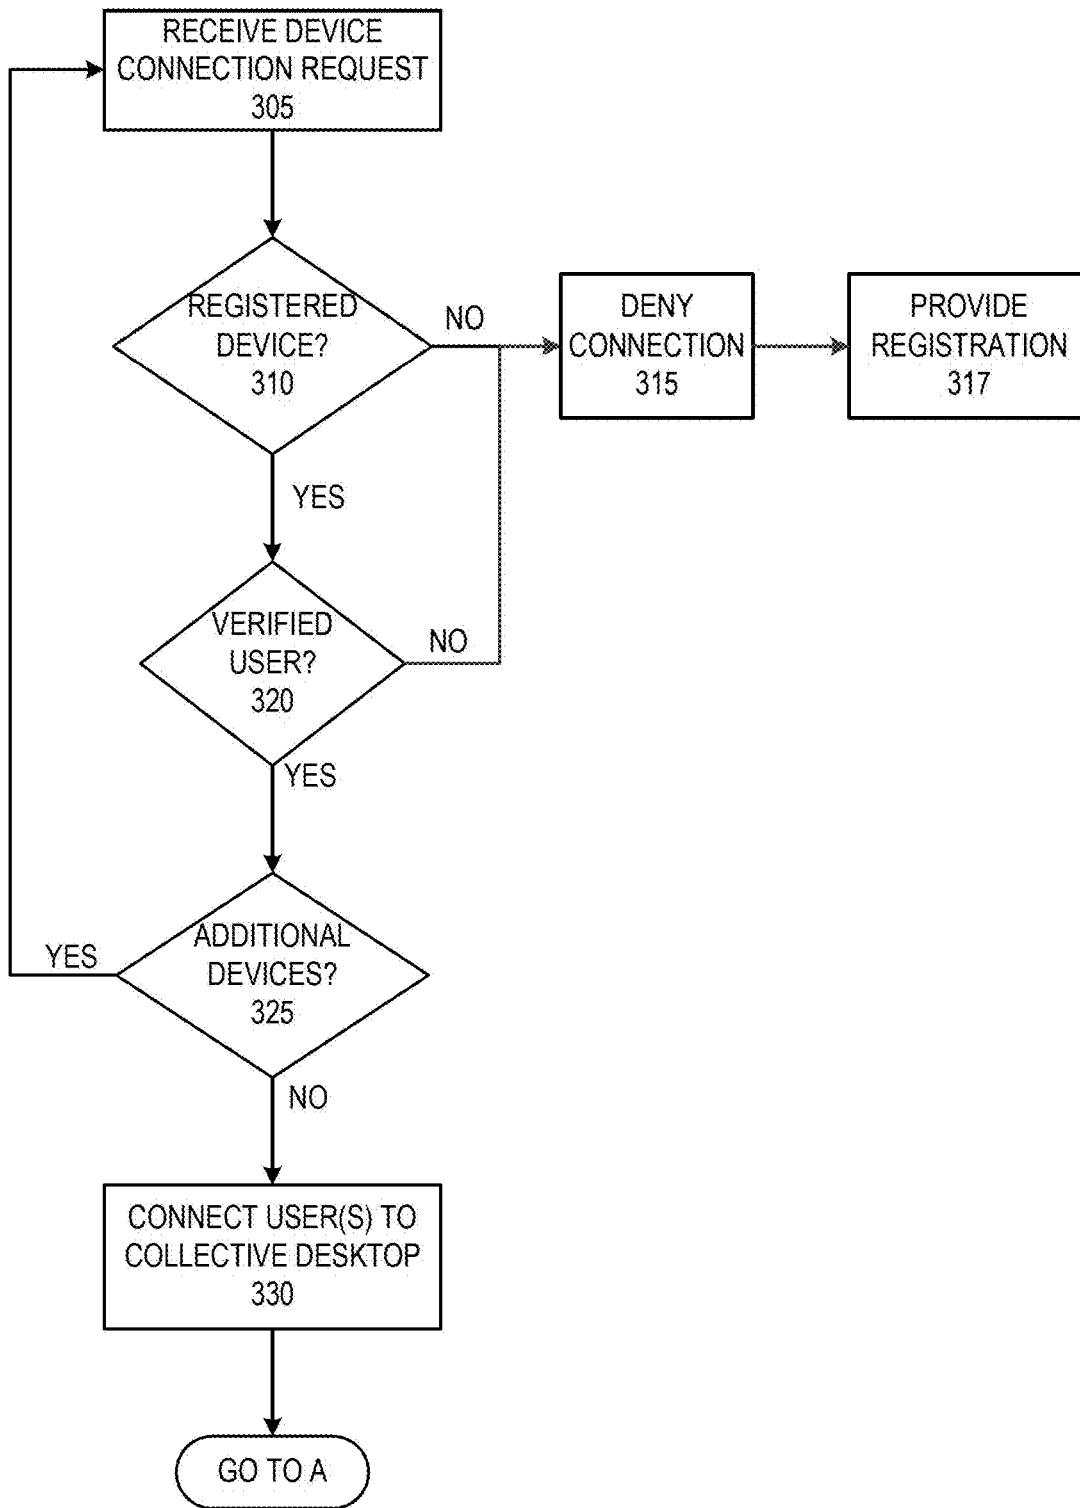 RECEIVE DEVICE
CONNECTION REQUEST
305
REGISTERED
DEVICE?
310
NO
DENY
CONNECTION
315
PROVIDE
REGISTRATION
317
YES
VERIFIED
USER?
320
NO
YES
ADDITIONAL
DEVICES?
325
YES
NO
CONNECT USER(S) TO
COLLECTIVE DESKTOP
330
GO TO A